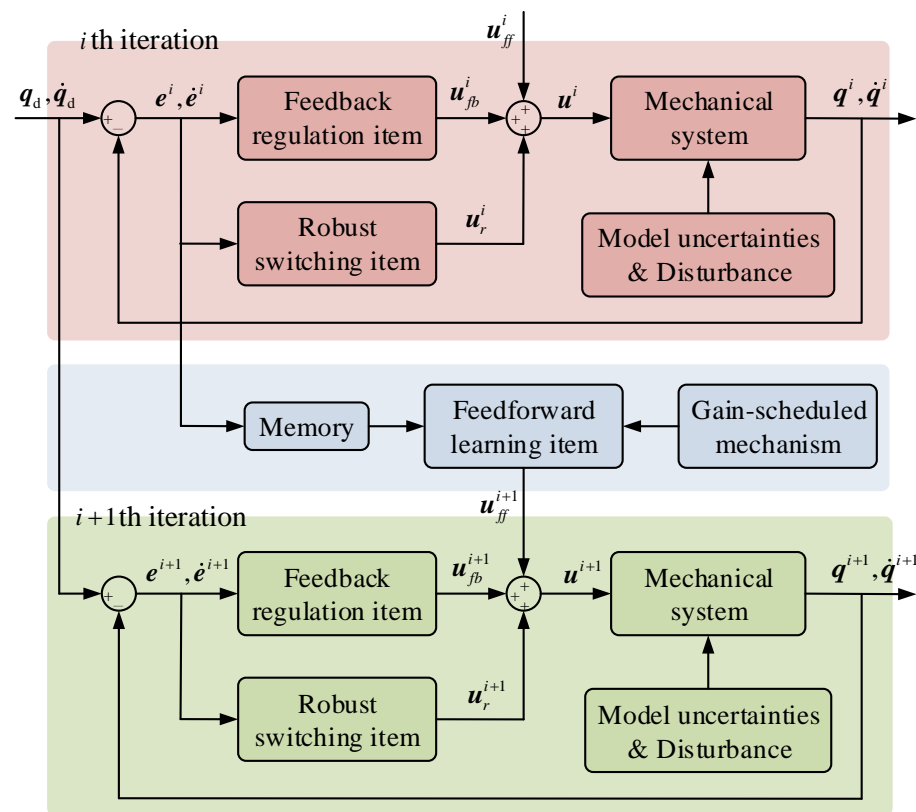 i th iteration
u_ff^i
q_d, q̇_d
e^i, ė^i
Feedback
regulation item
u_fb^i
u^i
Mechanical
system
q^i, q̇^i
+
−
+
+
+
Robust
switching item
u_r^i
Model uncertainties
& Disturbance
Memory
Feedforward
learning item
Gain-scheduled
mechanism
u_ff^{i+1}
i+1th iteration
e^{i+1}, ė^{i+1}
Feedback
regulation item
u_fb^{i+1}
u^{i+1}
Mechanical
system
q^{i+1}, q̇^{i+1}
+
−
+
+
+
Robust
switching item
u_r^{i+1}
Model uncertainties
& Disturbance